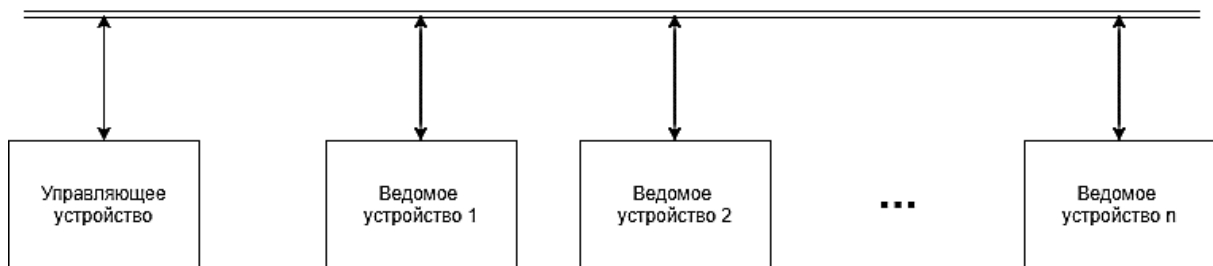 Управляющее
устройство
Ведомое
устройство 1
Ведомое
устройство 2
...
Ведомое
устройство n